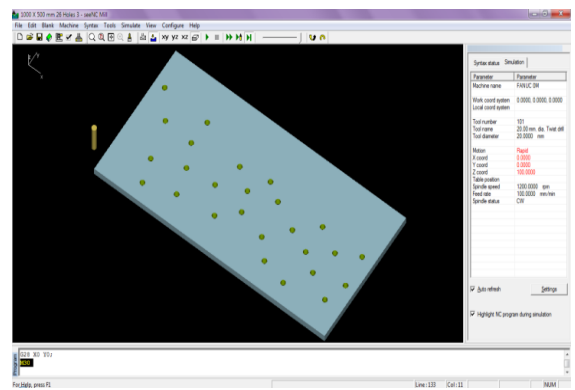 1000 X 500 mm 26 Holes 3 - seeNC Mill
File Edit Blank Machine Syntax Tools Simulate View Configure Help
xy yz xz
Syntax status Simulation
Parameter Parameter
Machine name FANUC 0M
Work coord system 0.0000, 0.0000, 0.0000
Local coord system
Tool number 101
Tool name 20.00 mm. dia. Twist drill
Tool diameter 20.0000 mm
Motion Rapid
X coord 0.0000
Y coord 0.0000
Z coord 100.0000
Table position
Spindle speed 1200.0000 rpm
Feed rate 100.0000 mm/min
Spindle status CW
Auto refresh Settings
Highlight NC program during simulation
G28 X0 Y0;
M30
For Help, press F1 Line: 133 Col: 11 NUM